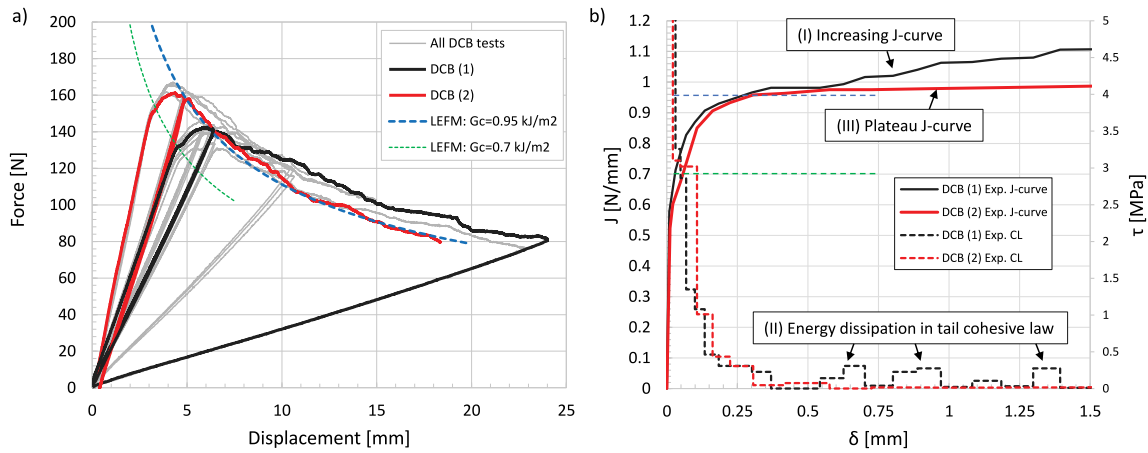 a)
Force [N]
200
180
160
140
120
100
80
60
40
20
0
0 5 10 15 20 25
Displacement [mm]
All DCB tests
DCB (1)
DCB (2)
LEFM: Gc=0.95 kJ/m2
LEFM: Gc=0.7 kJ/m2
b)
J [N/mm]
1.2
1.1
1
0.9
0.8
0.7
0.6
0.5
0.4
0.3
0.2
0.1
0
0 0.25 0.5 0.75 1 1.25 1.5
δ [mm]
5
4.5
4
3.5
3
2.5
2
1.5
1
0.5
0
τ [MPa]
(I) Increasing J-curve
(III) Plateau J-curve
DCB (1) Exp. J-curve
DCB (2) Exp. J-curve
DCB (1) Exp. CL
DCB (2) Exp. CL
(II) Energy dissipation in tail cohesive law